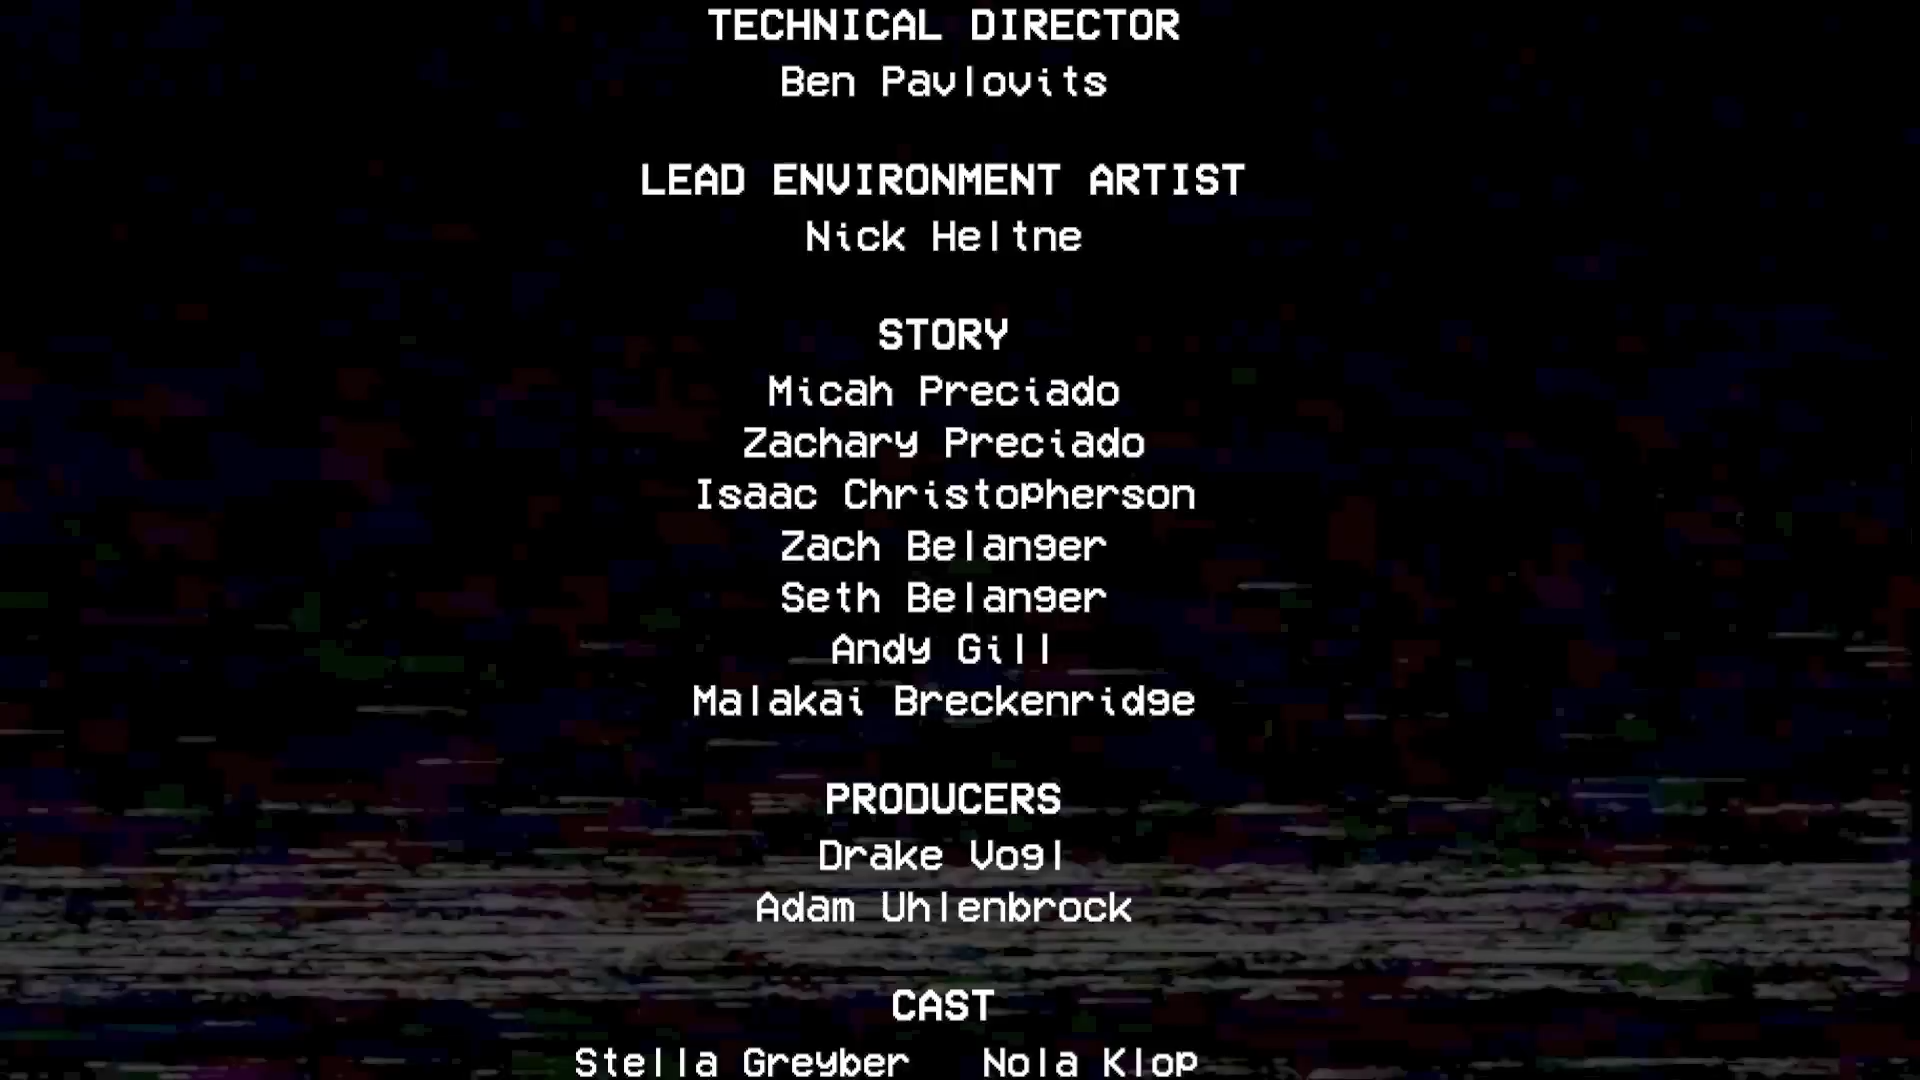 TECHNICAL DIRECTOR
Ben Pavlovits
LEAD ENVIRONMENT ARTIST
Nick Heltne
STORY
Micah Preciado
Zachary Preciado
Isaac Christopherson
Zach Belanger
Seth Belanger
Andy Gill
Malakai Breckenridge
PRODUCERS
Drake Vogl
Adam Uhlenbrock
CAST
Stella Greyber Nola Klop